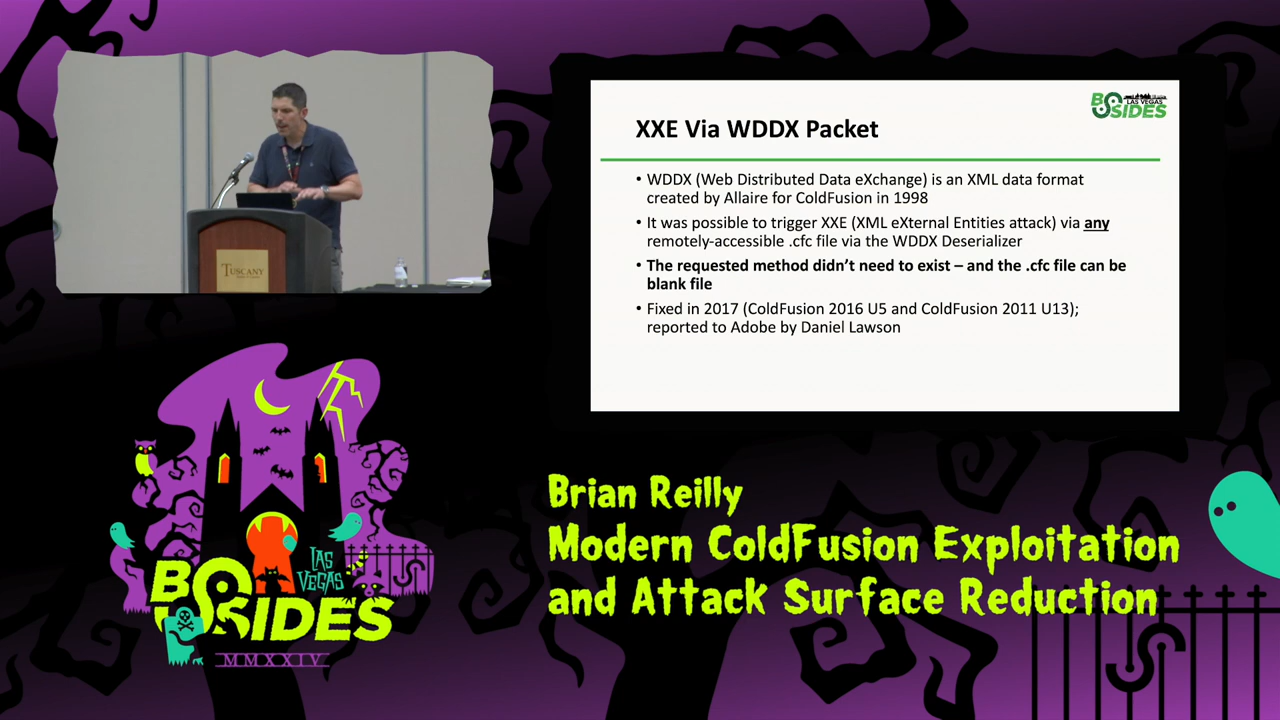 TUSCANY
BSIDES
LAS VEGAS
XXE Via WDDX Packet
• WDDX (Web Distributed Data eXchange) is an XML data format
created by Allaire for ColdFusion in 1998
• It was possible to trigger XXE (XML eXternal Entities attack) via any
remotely-accessible .cfc file via the WDDX Deserializer
• The requested method didn't need to exist – and the .cfc file can be
blank file
• Fixed in 2017 (ColdFusion 2016 U5 and ColdFusion 2011 U13);
reported to Adobe by Daniel Lawson
LAS
VEGAS
BSIDES
MMXXIV
Brian Reilly
Modern ColdFusion Exploitation
and Attack Surface Reduction